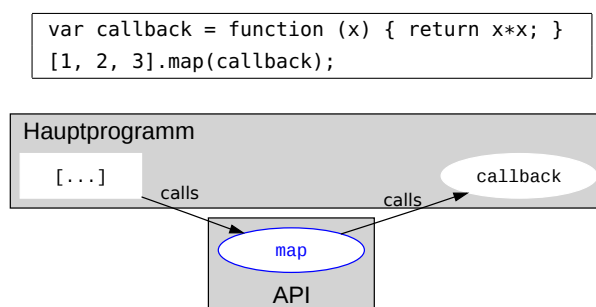 var callback = function (x) { return x*x; }
[1, 2, 3].map(callback);
Hauptprogramm
[...]
callback
calls
calls
map
API